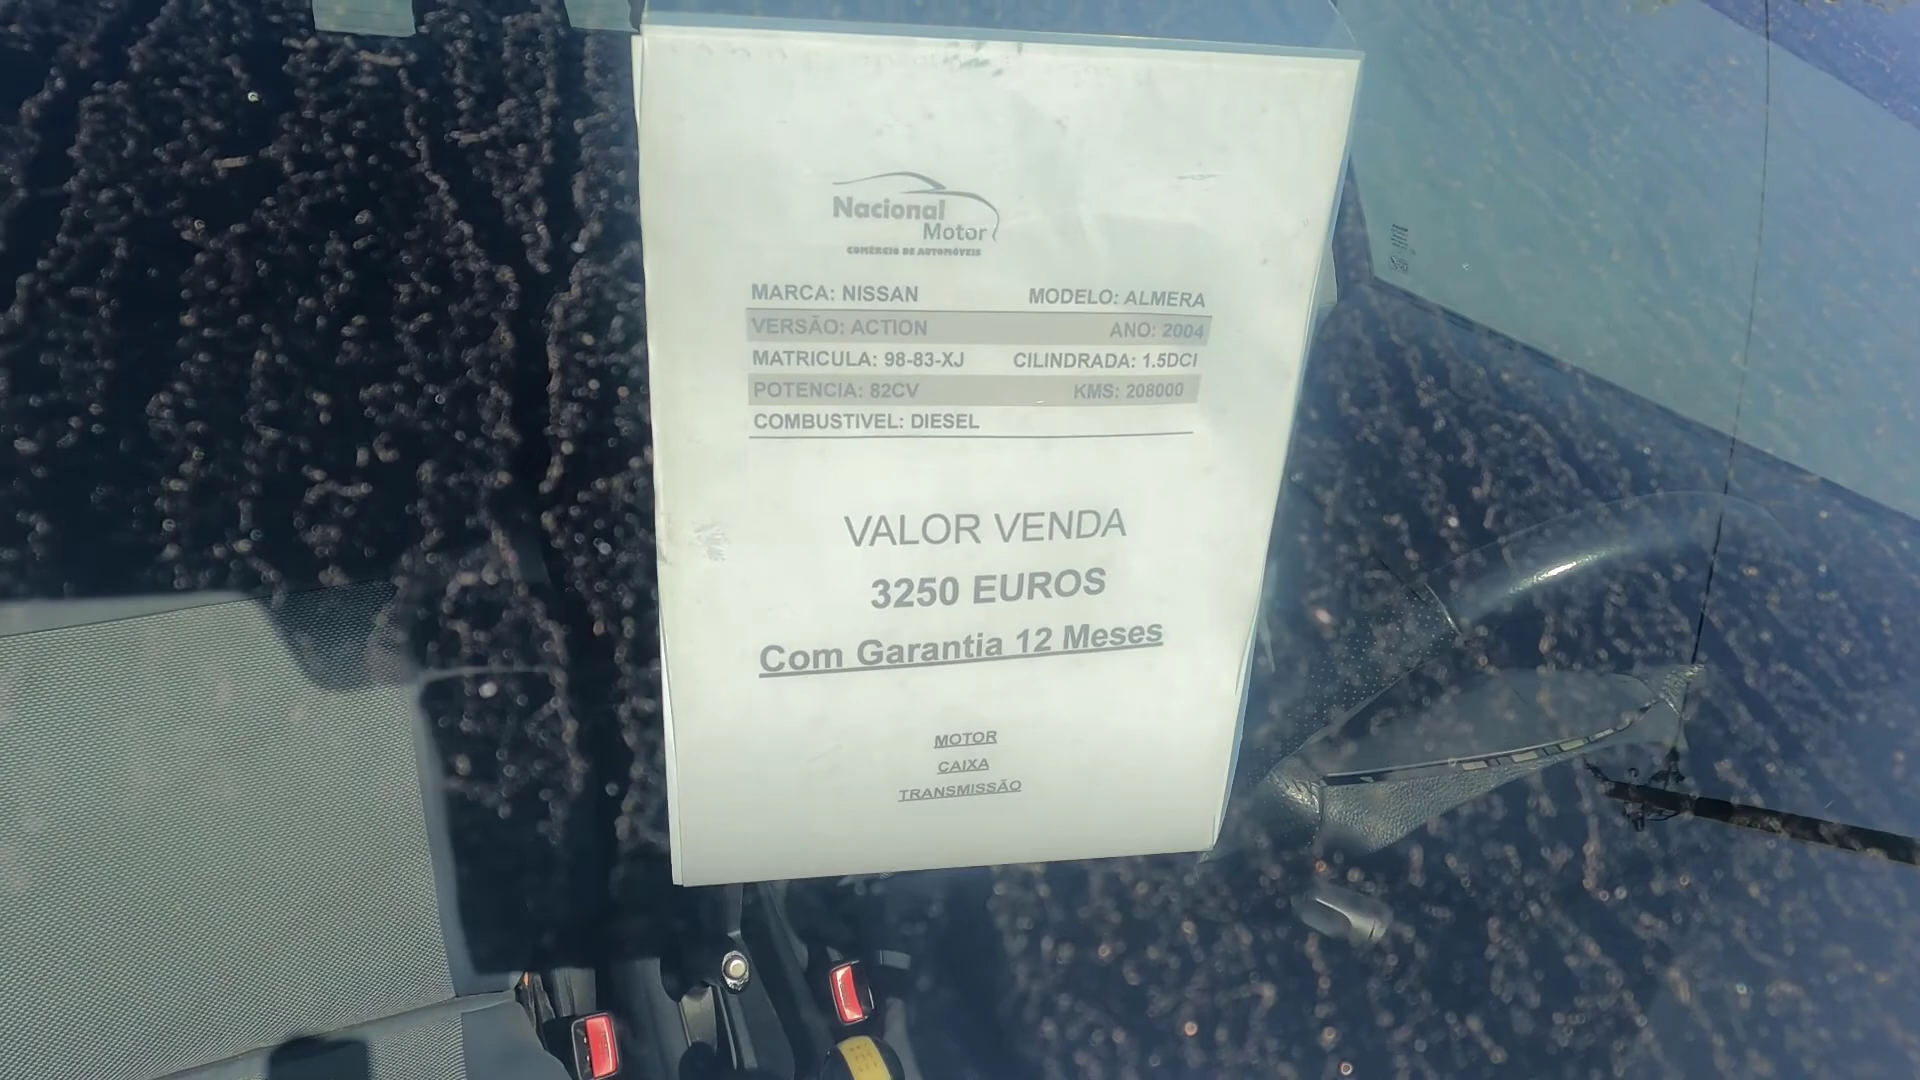 Nacional
Motor
COMÉRCIO DE AUTOMÓVEIS
MARCA: NISSAN MODELO: ALMERA
VERSÃO: ACTION ANO: 2004
MATRICULA: 98-83-XJ CILINDRADA: 1.5DCI
POTENCIA: 82CV KMS: 208000
COMBUSTIVEL: DIESEL
VALOR VENDA
3250 EUROS
Com Garantia 12 Meses
MOTOR
CAIXA
TRANSMISSÃO